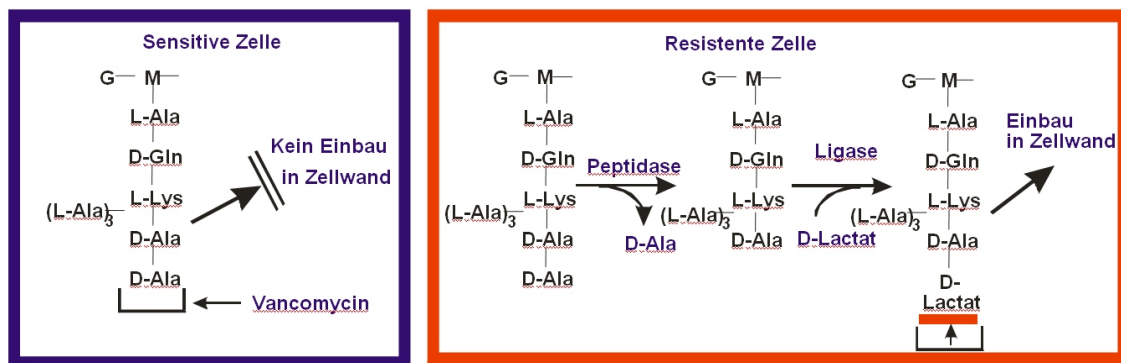 Sensitive Zelle
G
M
L-Ala
D-Gln
L-Lys
(L-Ala)3
D-Ala
D-Ala
Kein Einbau
in Zellwand
Vancomycin
Resistente Zelle
G
M
L-Ala
D-Gln
L-Lys
(L-Ala)3
D-Ala
D-Ala
Peptidase
D-Ala
G
M
L-Ala
D-Gln
L-Lys
(L-Ala)3
D-Ala
Ligase
D-Lactat
G
M
L-Ala
D-Gln
L-Lys
(L-Ala)3
D-Ala
D-
Lactat
Einbau
in Zellwand